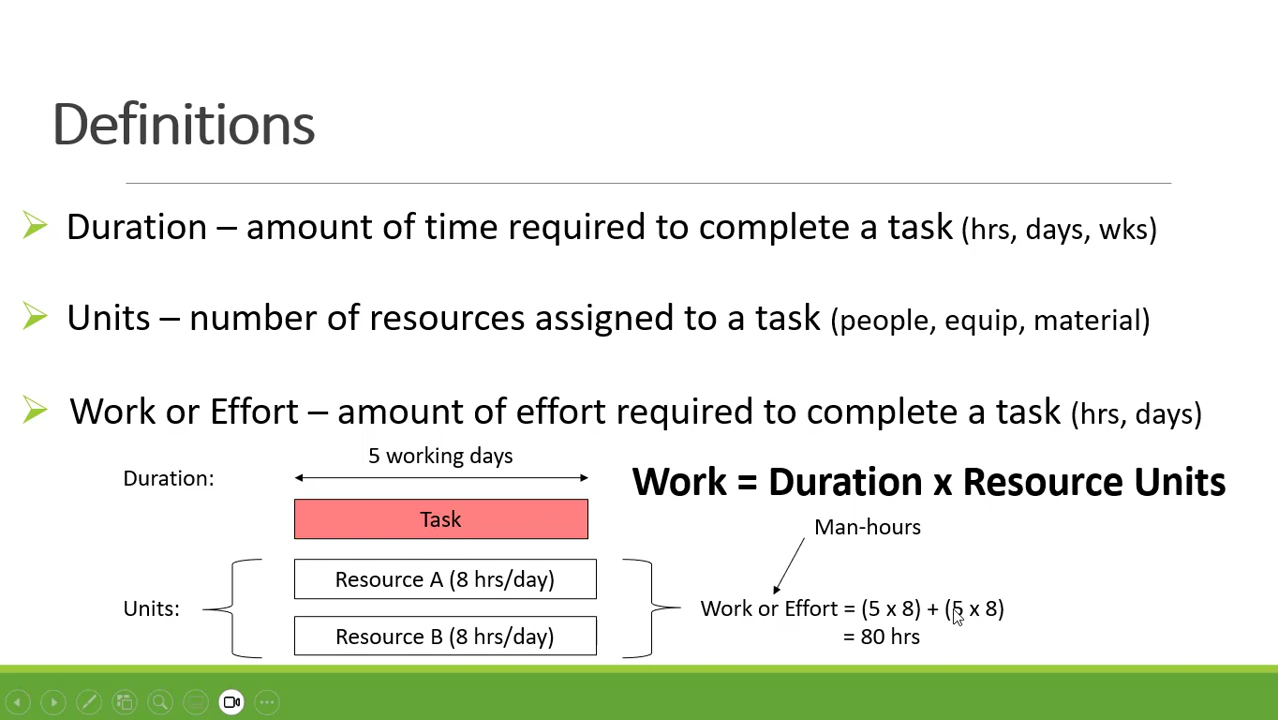 Definitions
➢ Duration – amount of time required to complete a task (hrs, days, wks)
➢ Units – number of resources assigned to a task (people, equip, material)
➢ Work or Effort – amount of effort required to complete a task (hrs, days)
5 working days
Duration:
Work = Duration x Resource Units
Task
Man-hours
Resource A (8 hrs/day)
Units:
Work or Effort = (5 x 8) + (5 x 8)
= 80 hrs
Resource B (8 hrs/day)